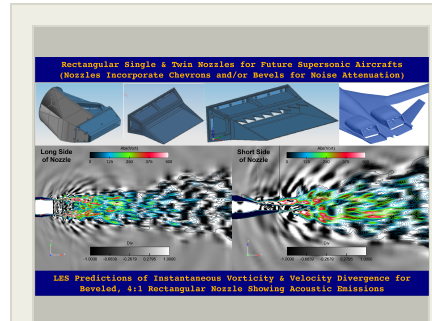 Rectangular Single & Twin Nozzles for Future Supersonic Aircrafts
(Nozzles Incorporate Chevrons and/or Bevels for Noise Attenuation)
Long Side
of Nozzle
Short Side
of Nozzle
LES Predictions of Instantaneous Vorticity & Velocity Divergence for
Beveled, 4:1 Rectangular Nozzle Showing Acoustic Emissions